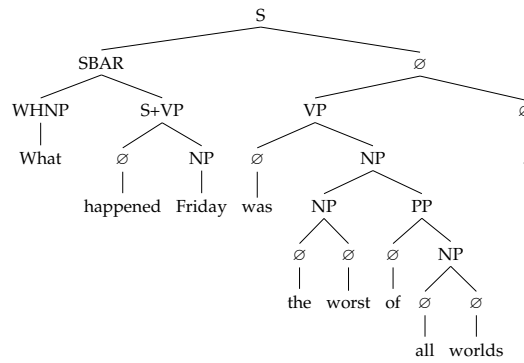 S
SBAR ∅
WHNP S+VP VP ∅
What ∅ NP ∅ NP .
happened Friday was NP PP
∅ ∅ ∅ NP
the worst of ∅ ∅
all worlds